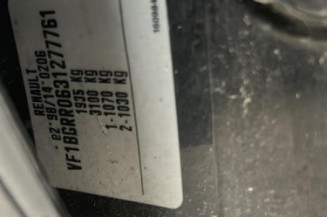 RENAULT
* e2*98/14*0206
VF1BGRR0631277761
1935 KG
3100 KG
1-1070 KG
2-1030 KG